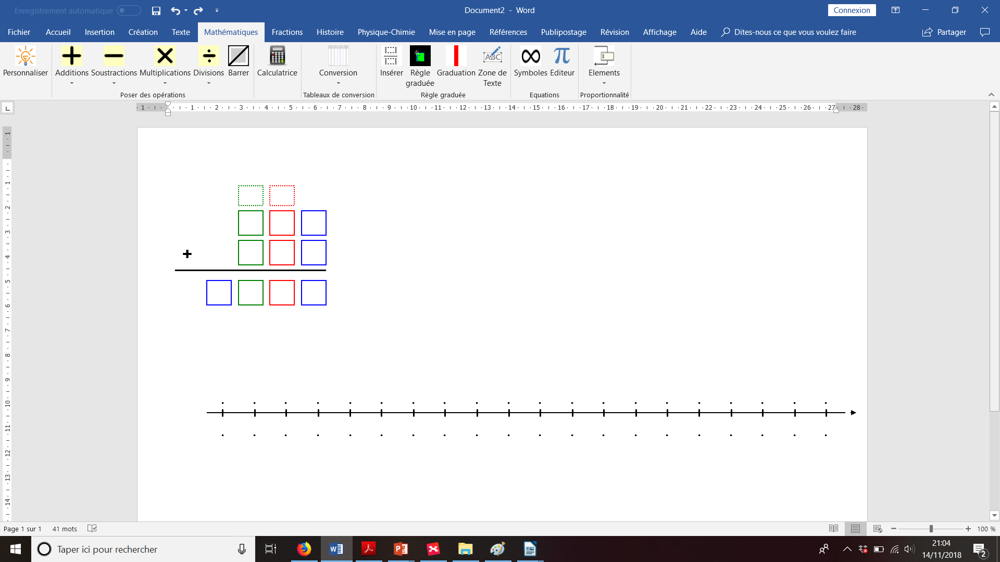 Enregistrement automatique
Document2 - Word
Connexion
Fichier Accueil Insertion Création Texte Mathématiques Fractions Histoire Physique-Chimie Mise en page Références Publipostage Révision Affichage Aide Dites-nous ce que vous voulez faire Partager
Personnaliser Additions Soustractions Multiplications Divisions Barrer Calculatrice Conversion Insérer Règle graduée Graduation Zone de Texte Symboles Editeur Elements
Poser des opérations Tableaux de conversion Règle graduée Equations Proportionnalité
1 1 2 3 4 5 6 7 8 9 10 11 12 13 14 15 16 17 18 19 20 21 22 23 24 25 26 27 28
1 1 2 3 4 5 6 7 8 9 10 11 12 13 14
+
Page 1 sur 1 41 mots 100 %
Taper ici pour rechercher
21:04
14/11/2018
2